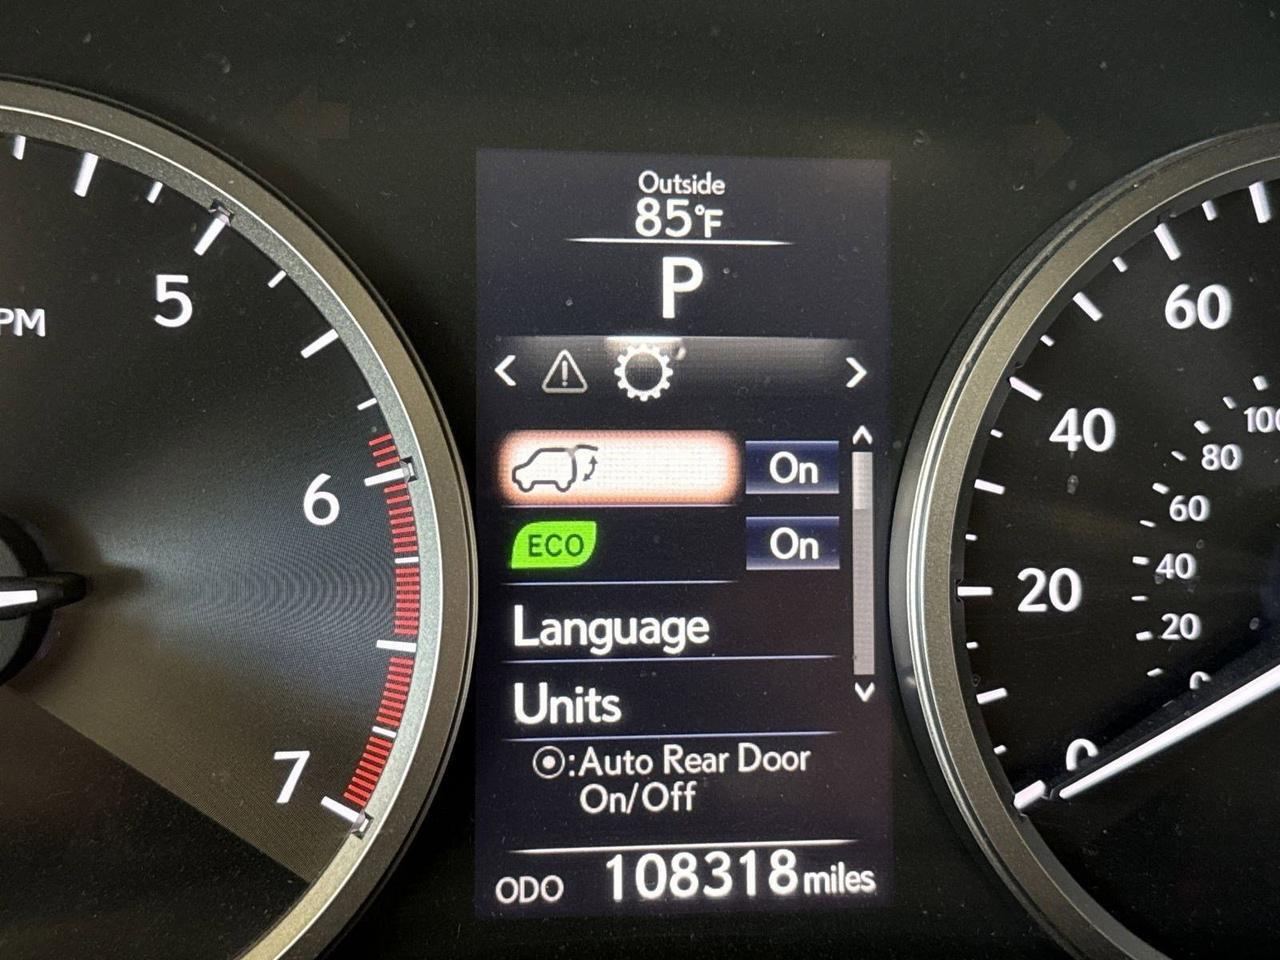 Outside
85°F
P
On
ECO On
Language
Units
⦿:Auto Rear Door
On/Off
ODO 108318 miles
PM
5
6
7
60
40
20
0
100
80
60
40
20
0